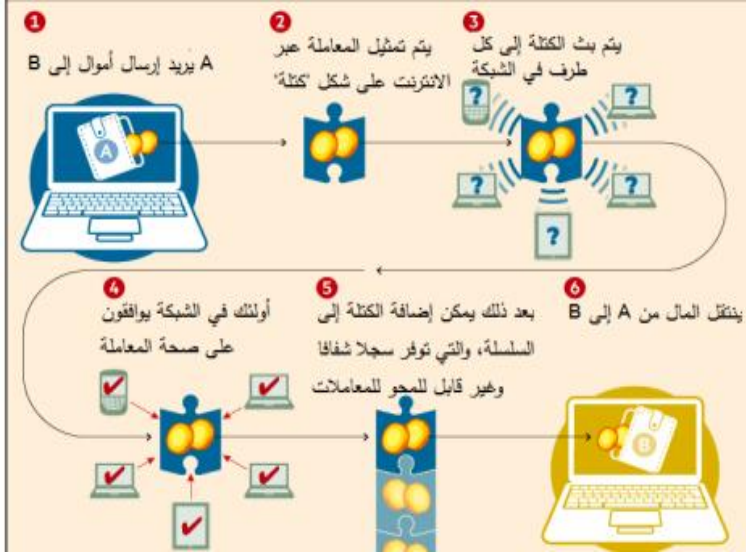 1
A يريد إرسال أموال إلى B
A
2
يتم تمثيل المعاملة عبر
الانترنت على شكل "كتلة"
3
يتم بث الكتلة إلى كل
طرف في الشبكة
?
?
?
?
?
4
أولئك في الشبكة يوافقون
على صحة المعاملة
5
بعد ذلك يمكن إضافة الكتلة إلى
السلسلة، والتي توفر سجلا شفافا
وغير قابل للمحو للمعاملات
6
ينتقل المال من A إلى B
B